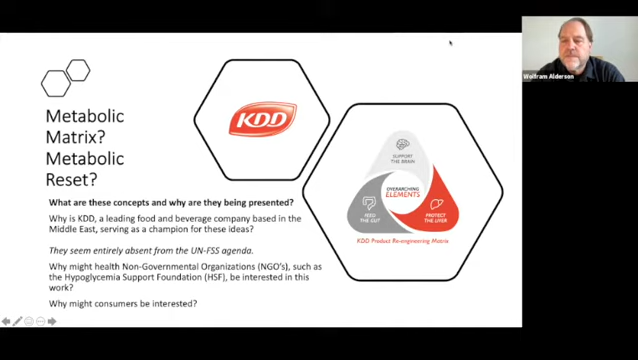 Metabolic
Matrix?
Metabolic
Reset?
What are these concepts and why are they being presented?
Why is KDD, a leading food and beverage company based in the
Middle East, serving as a champion for these ideas?
They seem entirely absent from the UN-FSS agenda.
Why might health Non-Governmental Organizations (NGO's), such as
the Hypoglycemia Support Foundation (HSF), be interested in this
work?
Why might consumers be interested?
KDD
SUPPORT
THE BRAIN
OVERARCHING
ELEMENTS
FEED
THE GUT
PROTECT
THE LIVER
KDD Product Re-engineering Matrix
Wolfram Alderson